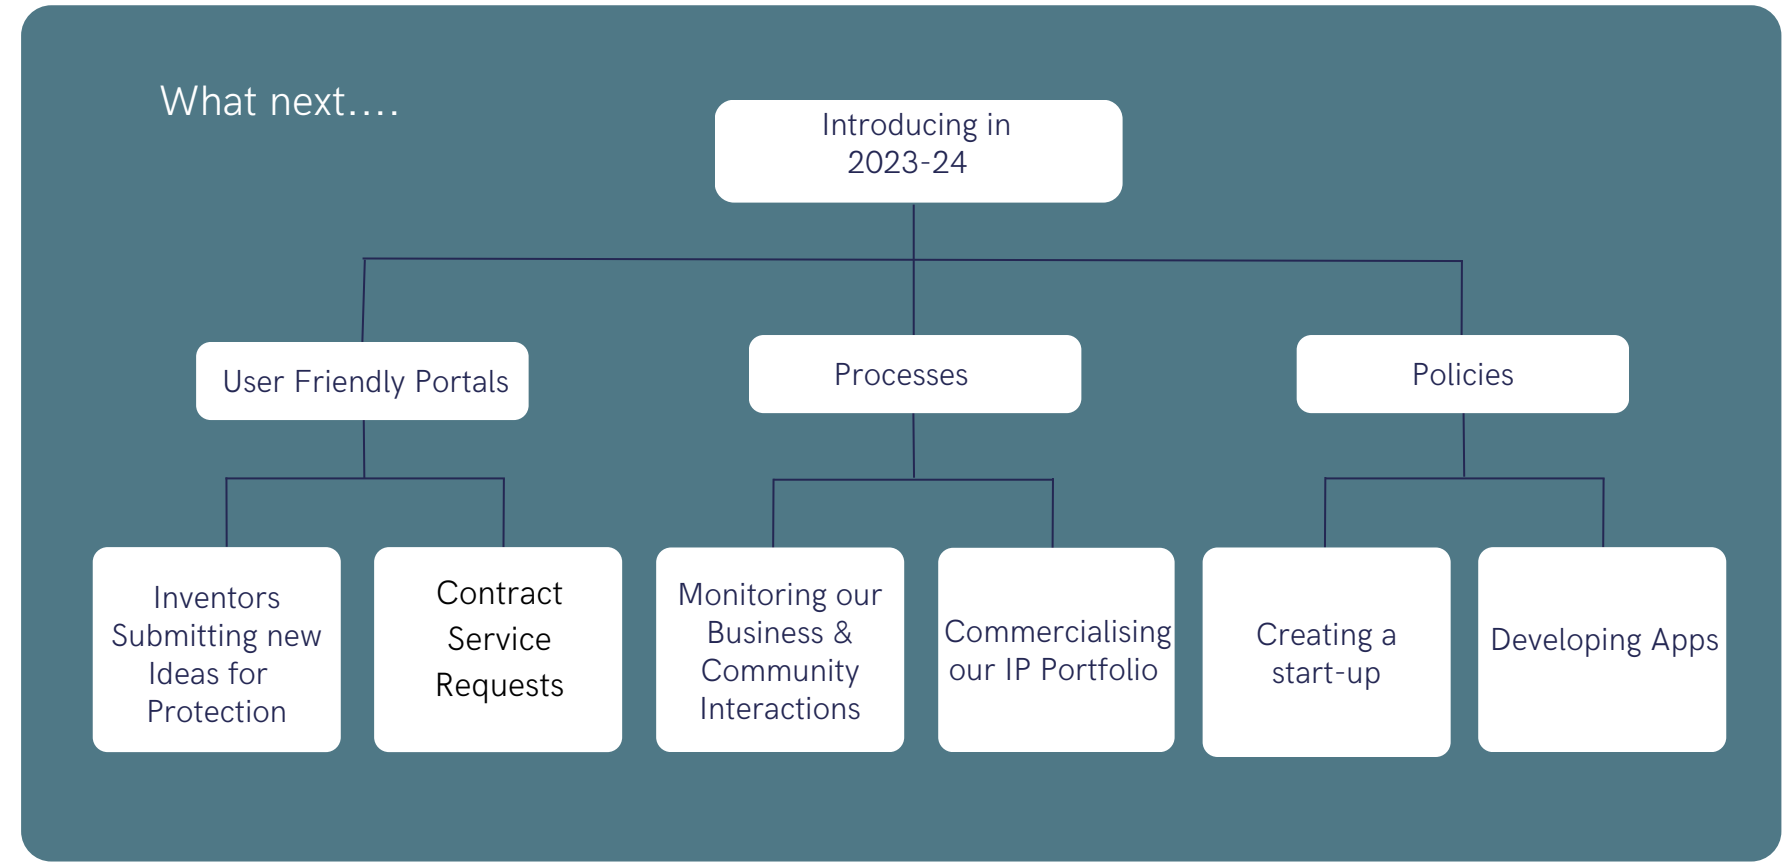 What next....
Introducing in
2023-24
User Friendly Portals
Processes
Policies
Inventors
Submitting new
Ideas for
Protection
Contract
Service
Requests
Monitoring our
Business &
Community
Interactions
Commercialising
our IP Portfolio
Creating a
start-up
Developing Apps